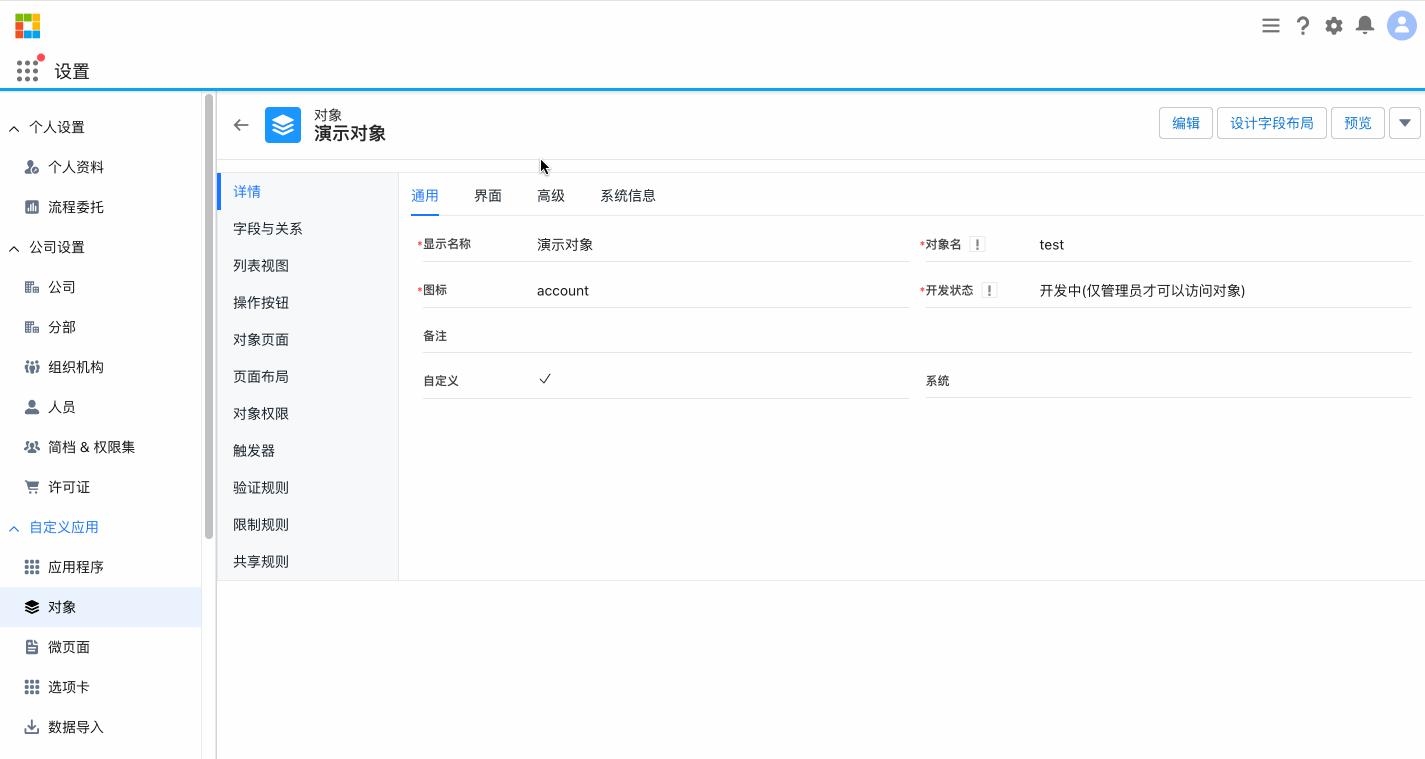 设置
个人设置
个人资料
流程委托
公司设置
公司
分部
组织机构
人员
简档 & 权限集
许可证
自定义应用
应用程序
对象
微页面
选项卡
数据导入
对象
演示对象
编辑
设计字段布局
预览
详情
字段与关系
列表视图
操作按钮
对象页面
页面布局
对象权限
触发器
验证规则
限制规则
共享规则
通用 界面 高级 系统信息
*显示名称 演示对象 *对象名 ! test
*图标 account *开发状态 ! 开发中(仅管理员才可以访问对象)
备注
自定义 ✓ 系统